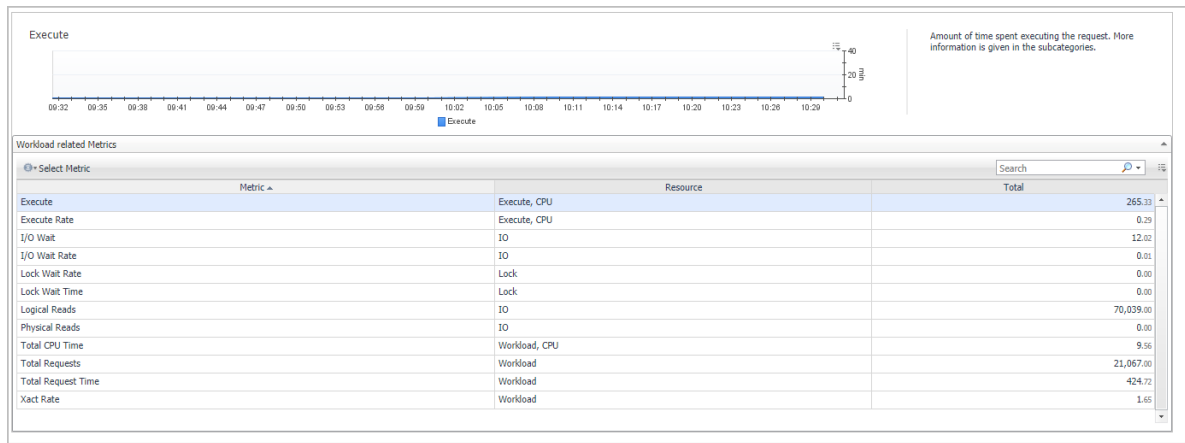 Execute
Amount of time spent executing the request. More
information is given in the subcategories.
40
20
min
0
09:32 09:35 09:38 09:41 09:44 09:47 09:50 09:53 09:56 09:59 10:02 10:05 10:08 10:11 10:14 10:17 10:20 10:23 10:26 10:29
Execute
Workload related Metrics
Select Metric Search
Metric Resource Total
Execute Execute, CPU 265.33
Execute Rate Execute, CPU 0.29
I/O Wait IO 12.02
I/O Wait Rate IO 0.01
Lock Wait Rate Lock 0.00
Lock Wait Time Lock 0.00
Logical Reads IO 70,039.00
Physical Reads IO 0.00
Total CPU Time Workload, CPU 9.56
Total Requests Workload 21,067.00
Total Request Time Workload 424.72
Xact Rate Workload 1.65